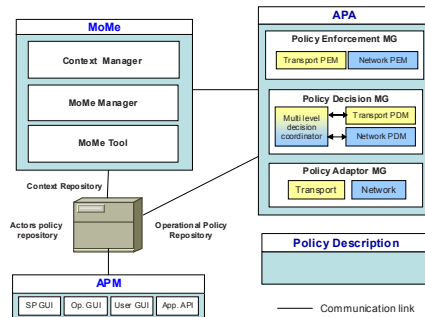 MoMe
Context Manager
MoMe Manager
MoMe Tool
APA
Policy Enforcement MG
Transport PEM
Network PEM
Policy Decision MG
Multi level
decision
coordinator
Transport PDM
Network PDM
Policy Adaptor MG
Transport
Network
Context Repository
Actors policy
repository
Operational Policy
Repository
Policy Description
APM
SP GUI
Op. GUI
User GUI
App. API
Communication link